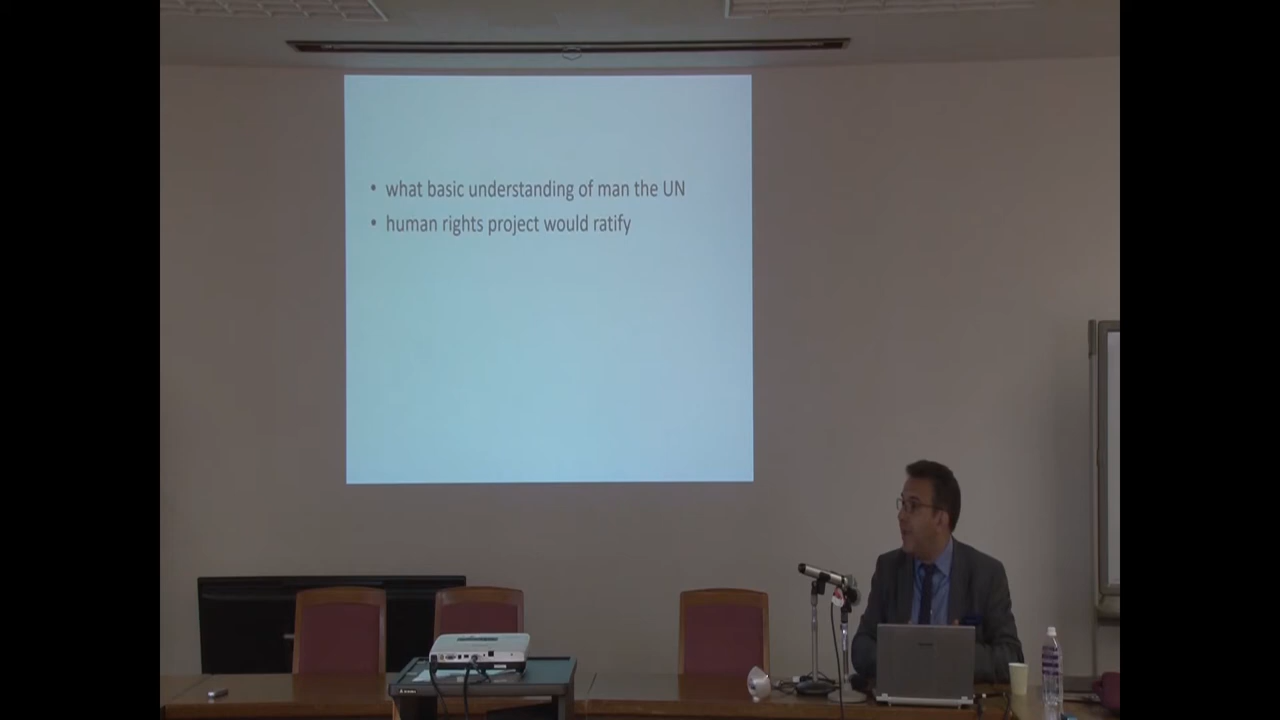 • what basic understanding of man the UN
• human rights project would ratify